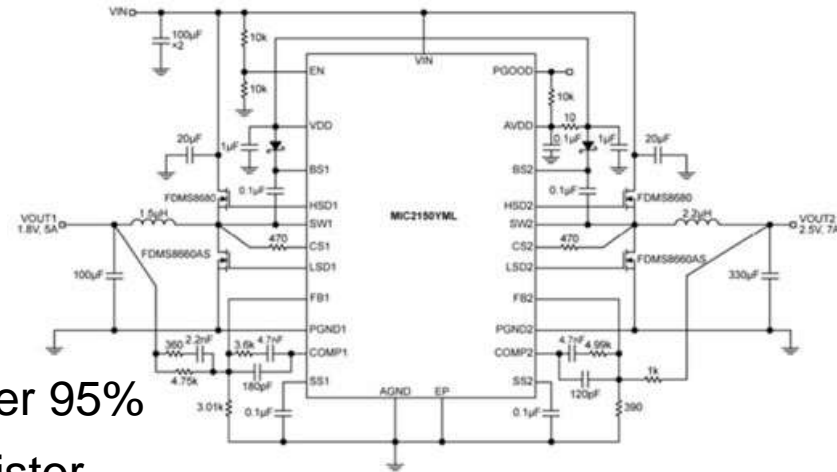 VIN
100µF
×2
10k
10k
VIN
EN
PGOOD
10k
VDD
AVDD
10
20µF
1µF
0.1µF
1µF
20µF
BS1
BS2
0.1µF
0.1µF
FDMS8680
HSD1
MIC2150YML
HSD2
FDMS8680
VOUT1
1.8V, 5A
1.5µH
SW1
SW2
2.2µH
VOUT2
2.5V, 7A
470
CS1
CS2
470
FDMS8660AS
LSD1
LSD2
FDMS8660AS
100µF
330µF
FB1
FB2
PGND1
PGND2
360
2.2nF
3.6k
4.7nF
COMP1
COMP2
4.7nF
4.99k
4.75k
180pF
120pF
1k
SS1
AGND
EP
SS2
3.01k
0.1µF
0.1µF
390
er 95%
istor